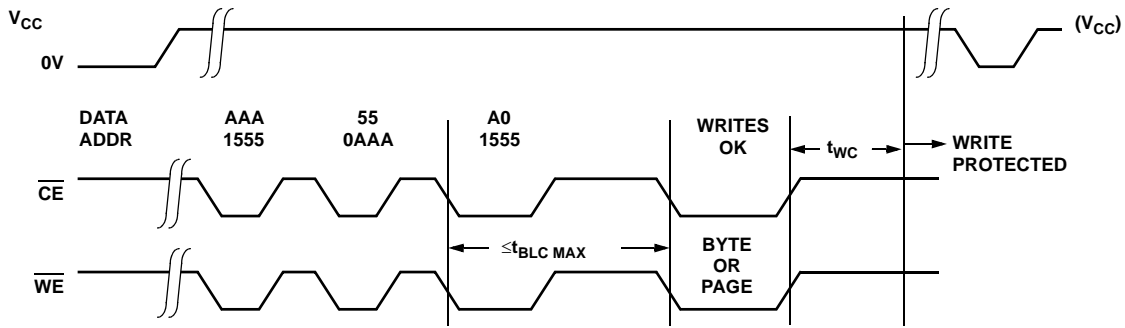 VCC
(VCC)
0V
DATA AAA 55 A0 WRITES
ADDR 1555 0AAA 1555 OK
tWC
WRITE
PROTECTED
CE
≤tBLC MAX
BYTE
OR
PAGE
WE